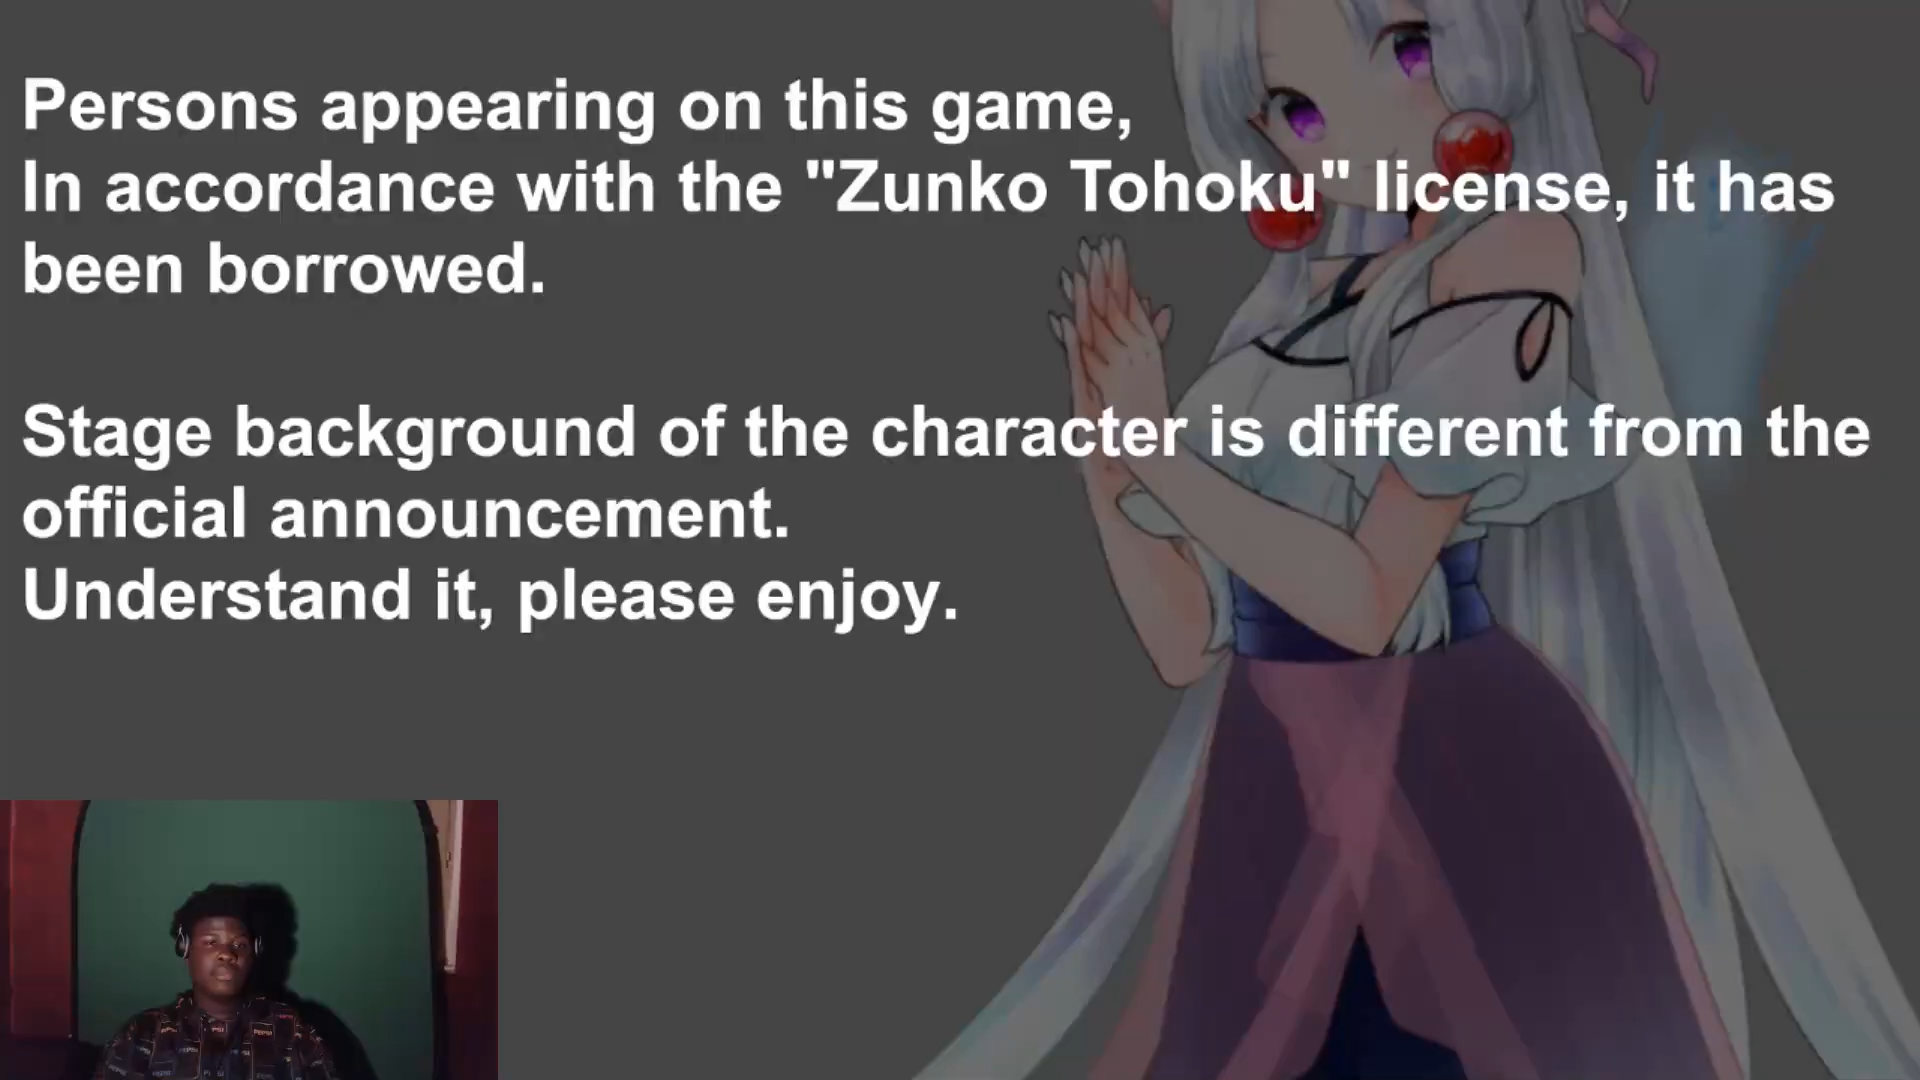 Persons appearing on this game,
In accordance with the "Zunko Tohoku" license, it has
been borrowed.
Stage background of the character is different from the
official announcement.
Understand it, please enjoy.